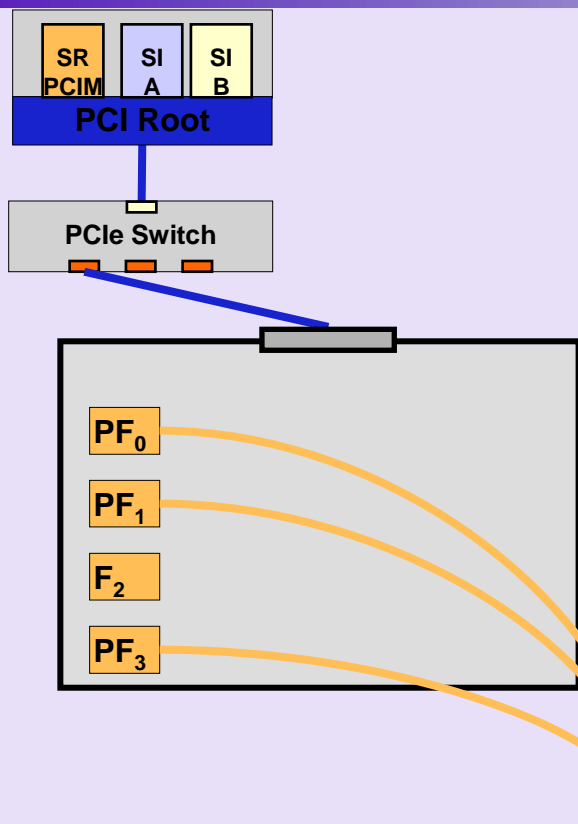 SR SI SI
PCIM A B
PCI Root
PCIe Switch
PF0
PF1
F2
PF3